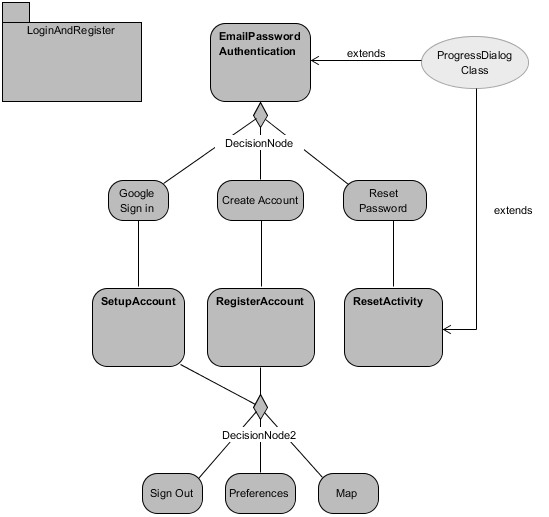 LoginAndRegister
EmailPassword
Authentication
extends
ProgressDialog
Class
DecisionNode
Google
Sign in
Create Account
Reset
Password
extends
SetupAccount
RegisterAccount
ResetActivity
DecisionNode2
Sign Out
Preferences
Map